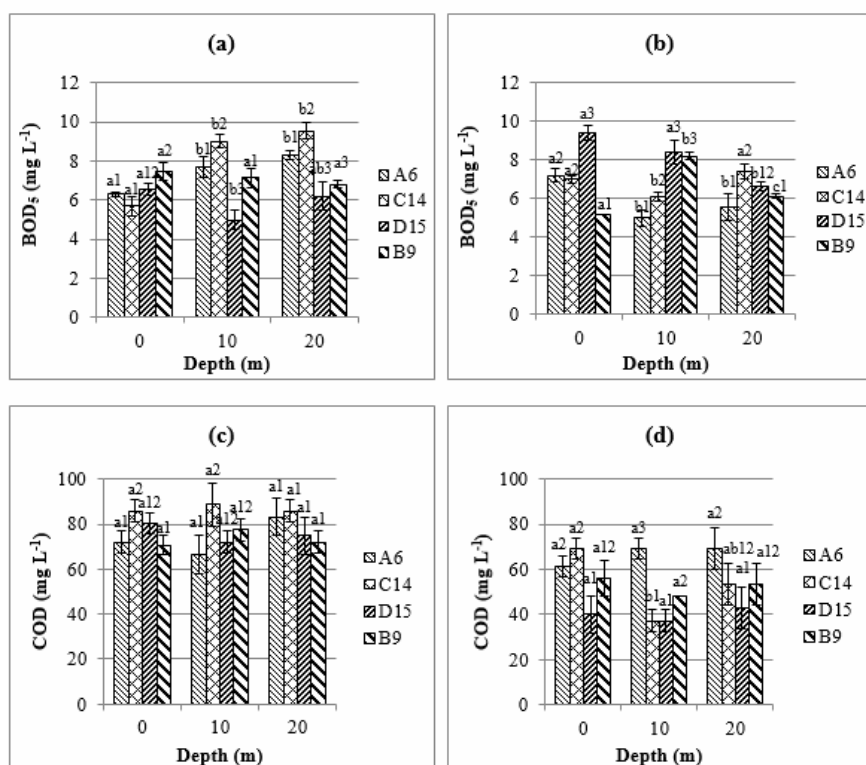 (a)
12
10
8
6
4
2
0
BOD5 (mg L-1)
a1
a1
a12
a2
b1
b2
b3
a1
b1
b2
ab3
a3
0 10 20
Depth (m)
A6
C14
D15
B9
(b)
12
10
8
6
4
2
0
BOD5 (mg L-1)
a2
a2
a3
a1
b1
b2
a3
b3
b1
a2
b12
c1
0 10 20
Depth (m)
A6
C14
D15
B9
(c)
100
80
60
40
20
0
COD (mg L-1)
a1
a2
a12
a1
a1
a2
a12
a12
a1
a1
a1
a1
0 10 20
Depth (m)
A6
C14
D15
B9
(d)
100
80
60
40
20
0
COD (mg L-1)
a2
a2
a1
a12
a3
b1
a1
a2
a2
ab12
a1
a12
0 10 20
Depth (m)
A6
C14
D15
B9